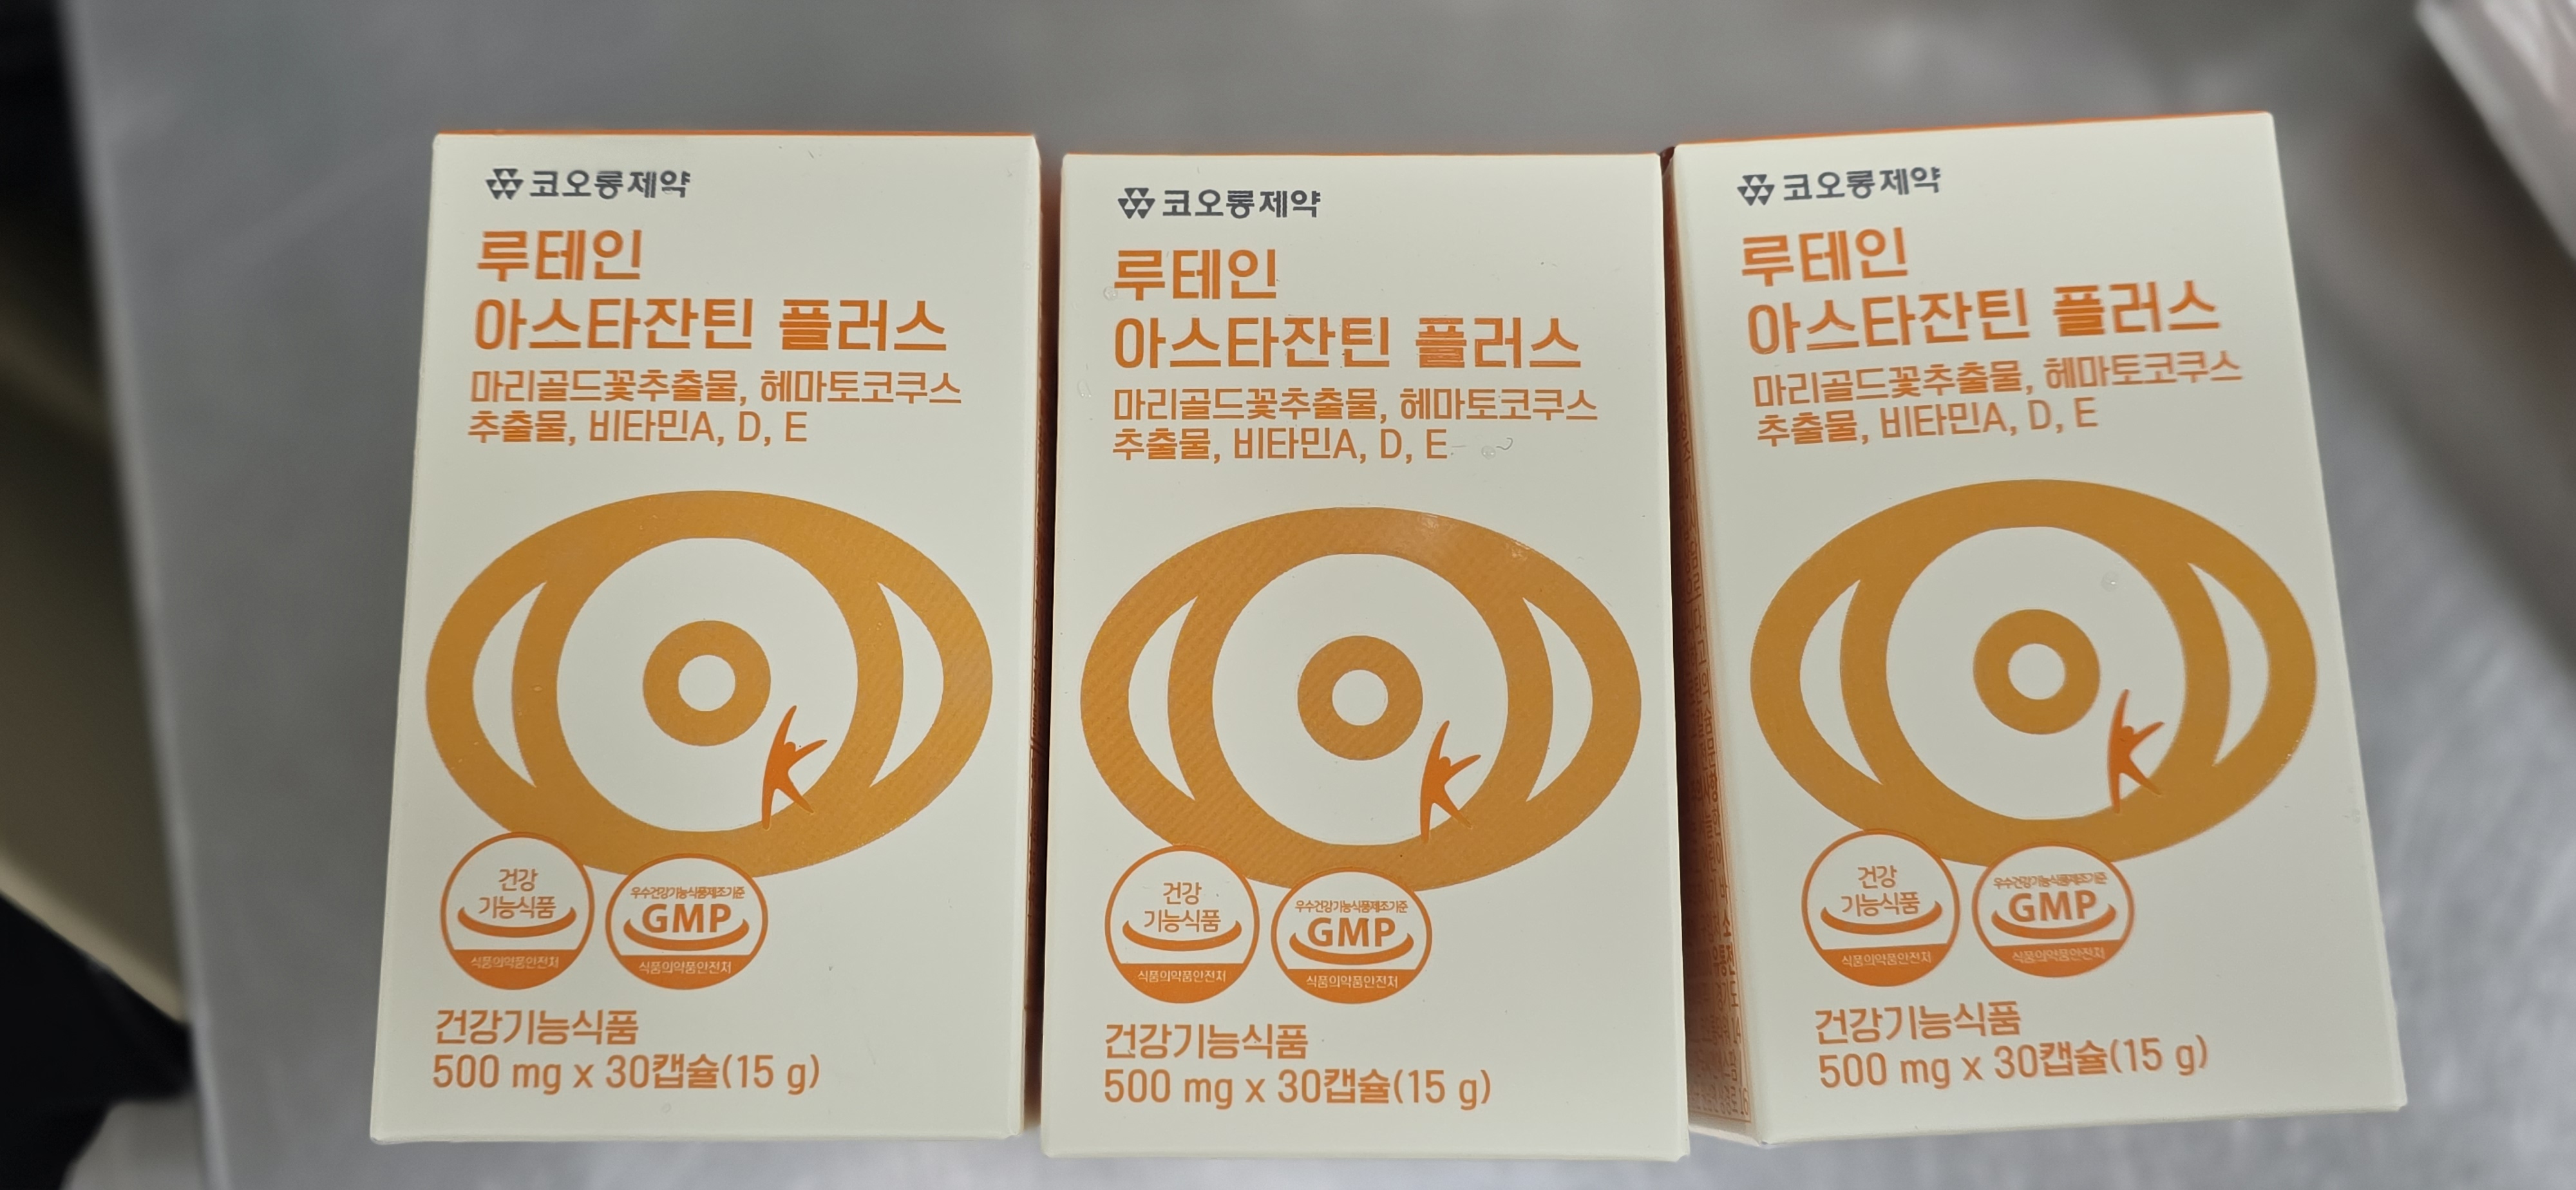 코오롱제약
루테인
아스타잔틴 플러스
마리골드꽃추출물, 헤마토코쿠스
추출물, 비타민A, D, E
건강
기능식품
식품의약품안전처
우수건강기능식품제조기준
GMP
식품의약품안전처
건강기능식품
500 mg x 30캡슐(15 g)
코오롱제약
루테인
아스타잔틴 플러스
마리골드꽃추출물, 헤마토코쿠스
추출물, 비타민A, D, E
건강
기능식품
식품의약품안전처
우수건강기능식품제조기준
GMP
식품의약품안전처
건강기능식품
500 mg x 30캡슐(15 g)
코오롱제약
루테인
아스타잔틴 플러스
마리골드꽃추출물, 헤마토코쿠스
추출물, 비타민A, D, E
건강
기능식품
식품의약품안전처
우수건강기능식품제조기준
GMP
식품의약품안전처
건강기능식품
500 mg x 30캡슐(15 g)